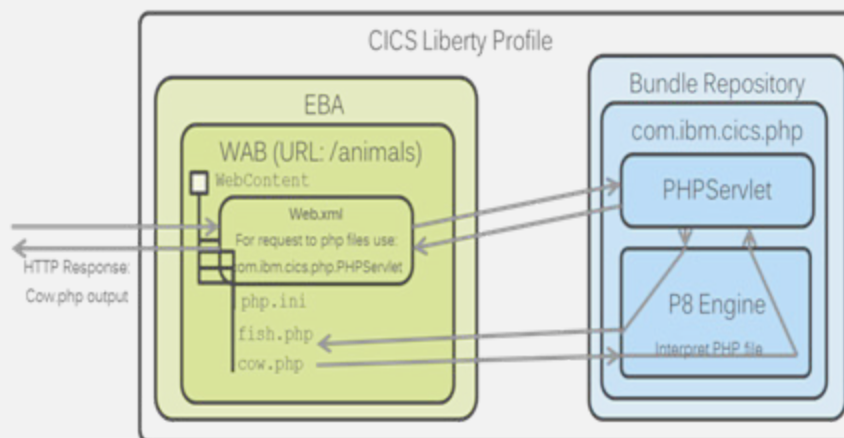 CICS Liberty Profile
EBA
WAB (URL: /animals)
WebContent
Web.xml
For request to php files use:
com.ibm.cics.php.PHPServlet
php.ini
fish.php
cow.php
HTTP Response:
Cow.php output
Bundle Repository
com.ibm.cics.php
PHPServlet
P8 Engine
Interpret PHP file